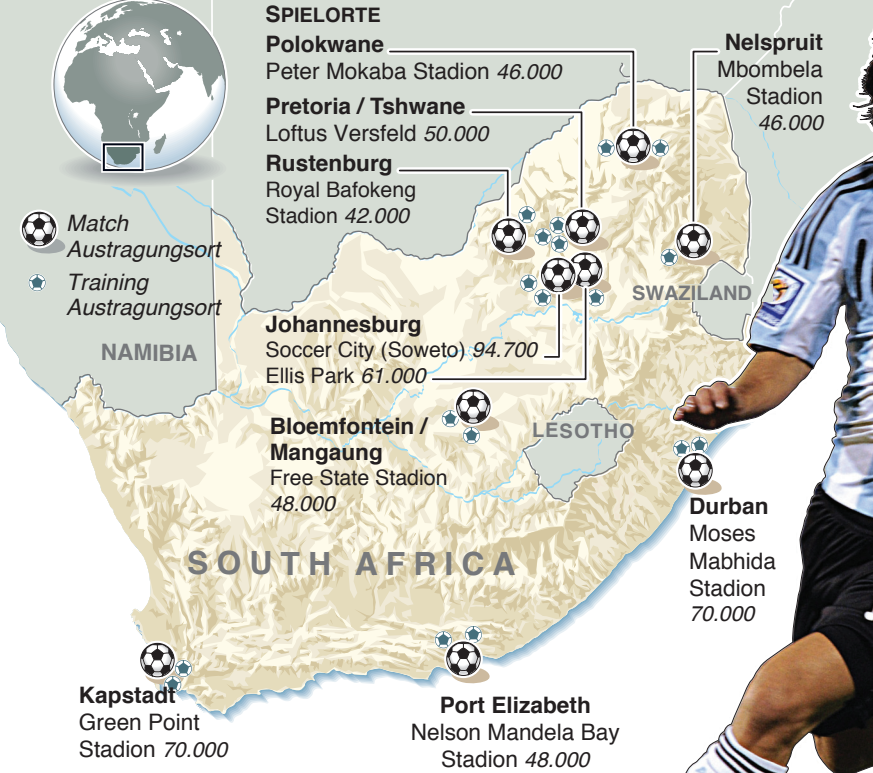 SPIELORTE
Polokwane
Peter Mokaba Stadion 46.000
Pretoria / Tshwane
Loftus Versfeld 50.000
Rustenburg
Royal Bafokeng
Stadion 42.000
Nelspruit
Mbombela
Stadion
46.000
Match
Austragungsort
Training
Austragungsort
NAMIBIA
SWAZILAND
Johannesburg
Soccer City (Soweto) 94.700
Ellis Park 61.000
Bloemfontein /
Mangaung
Free State Stadion
48.000
LESOTHO
Durban
Moses
Mabhida
Stadion
70.000
SOUTH AFRICA
Kapstadt
Green Point
Stadion 70.000
Port Elizabeth
Nelson Mandela Bay
Stadion 48.000